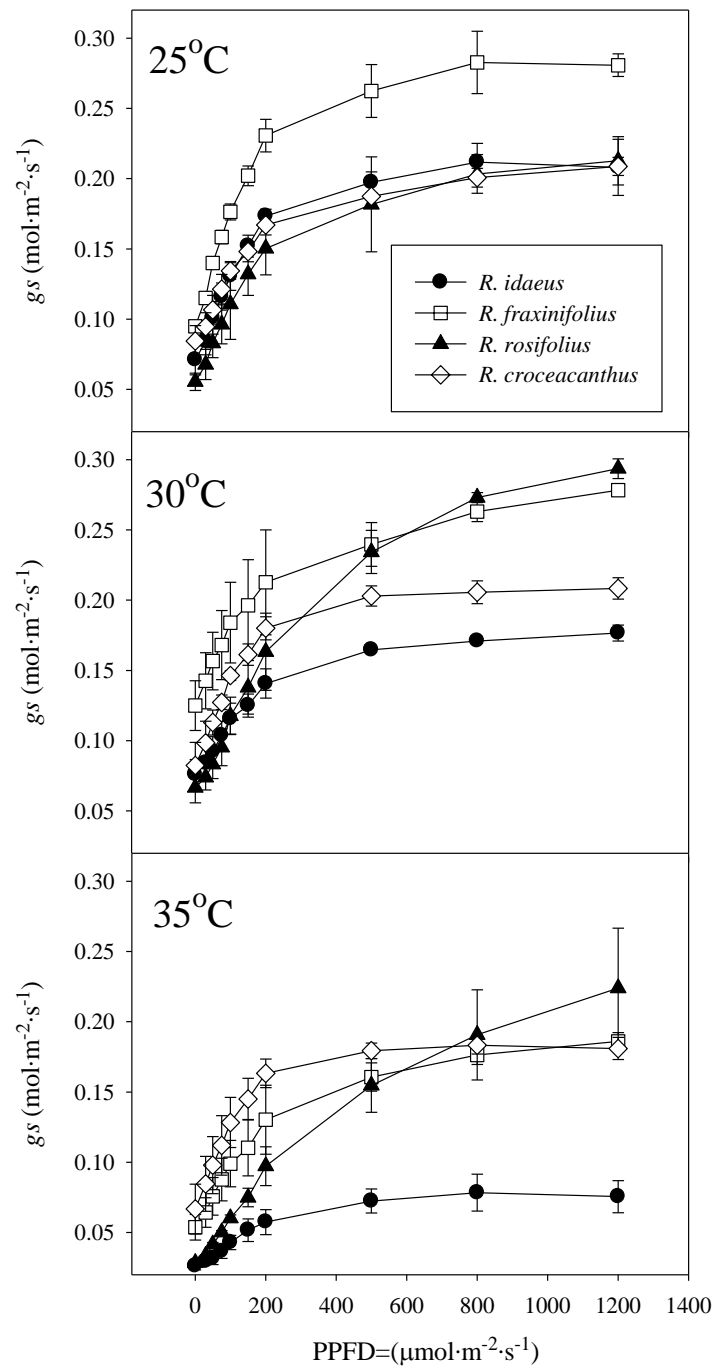 25°C
0.30
0.25
0.20
0.15
0.10
0.05
gs (mol·m-2·s-1)
R. idaeus
R. fraxinifolius
R. rosifolius
R. croceacanthus
30°C
0.30
0.25
0.20
0.15
0.10
0.05
gs (mol·m-2·s-1)
35°C
0.30
0.25
0.20
0.15
0.10
0.05
gs (mol·m-2·s-1)
0 200 400 600 800 1000 1200 1400
PPFD=(μmol·m-2·s-1)